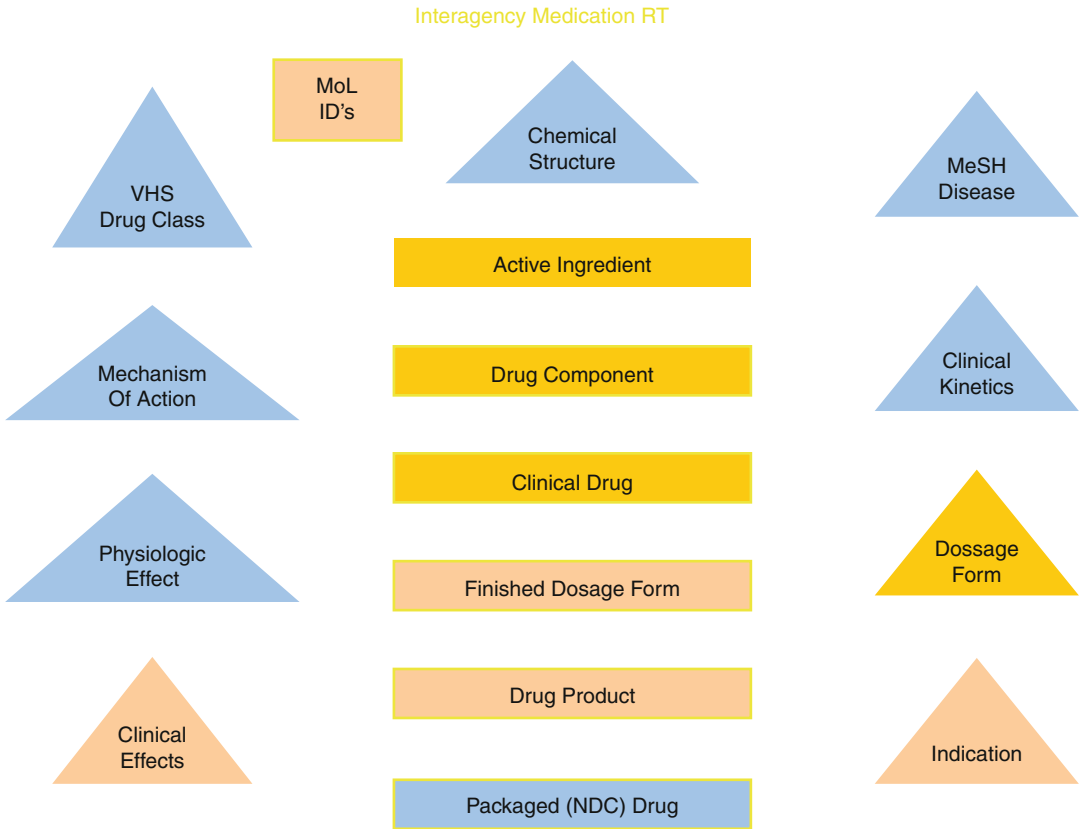 Interagency Medication RT
MoL
ID's
Chemical
Structure
VHS
Drug Class
MeSH
Disease
Active Ingredient
Mechanism
Of Action
Drug Component
Clinical
Kinetics
Clinical Drug
Physiologic
Effect
Finished Dosage Form
Dossage
Form
Drug Product
Clinical
Effects
Indication
Packaged (NDC) Drug